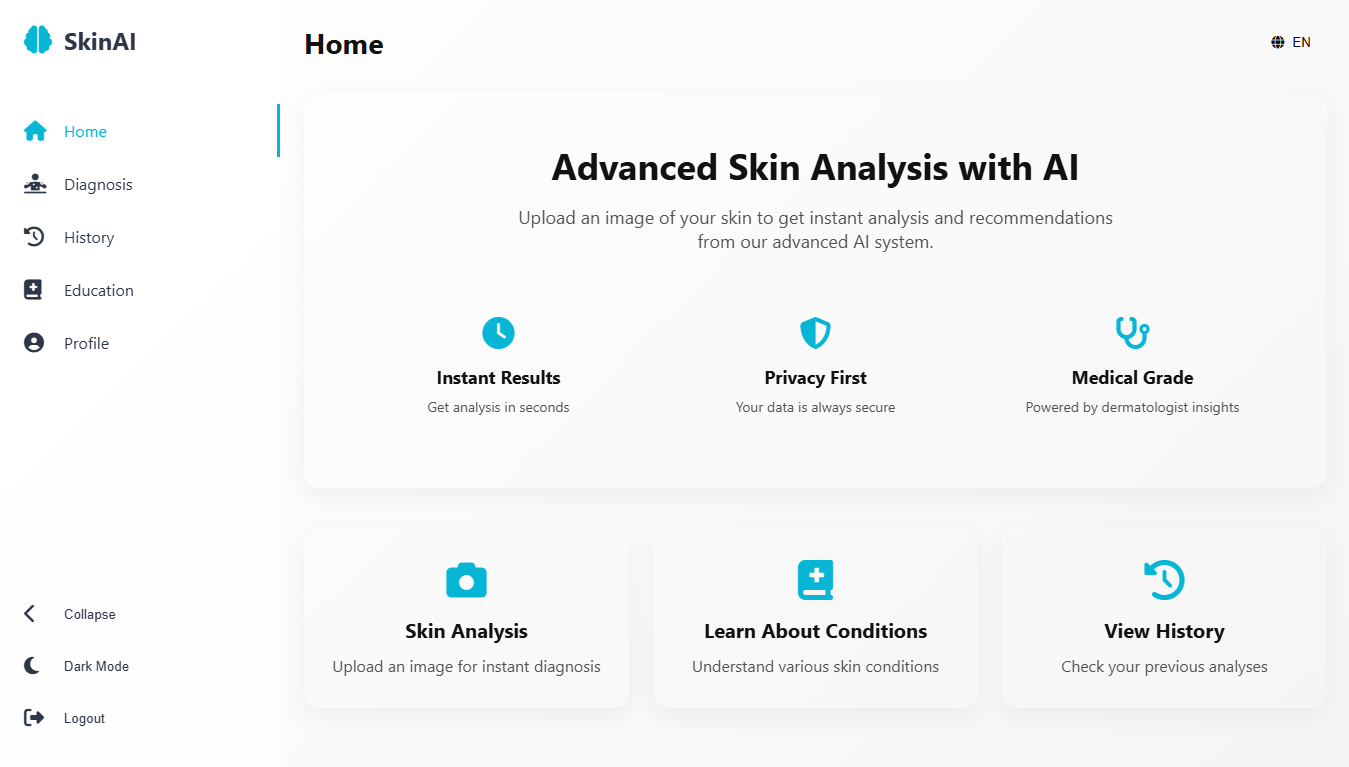 SkinAI
Home
Diagnosis
History
Education
Profile
Collapse
Dark Mode
Logout
Home
EN
Advanced Skin Analysis with AI
Upload an image of your skin to get instant analysis and recommendations
from our advanced AI system.
Instant Results
Get analysis in seconds
Privacy First
Your data is always secure
Medical Grade
Powered by dermatologist insights
Skin Analysis
Upload an image for instant diagnosis
Learn About Conditions
Understand various skin conditions
View History
Check your previous analyses